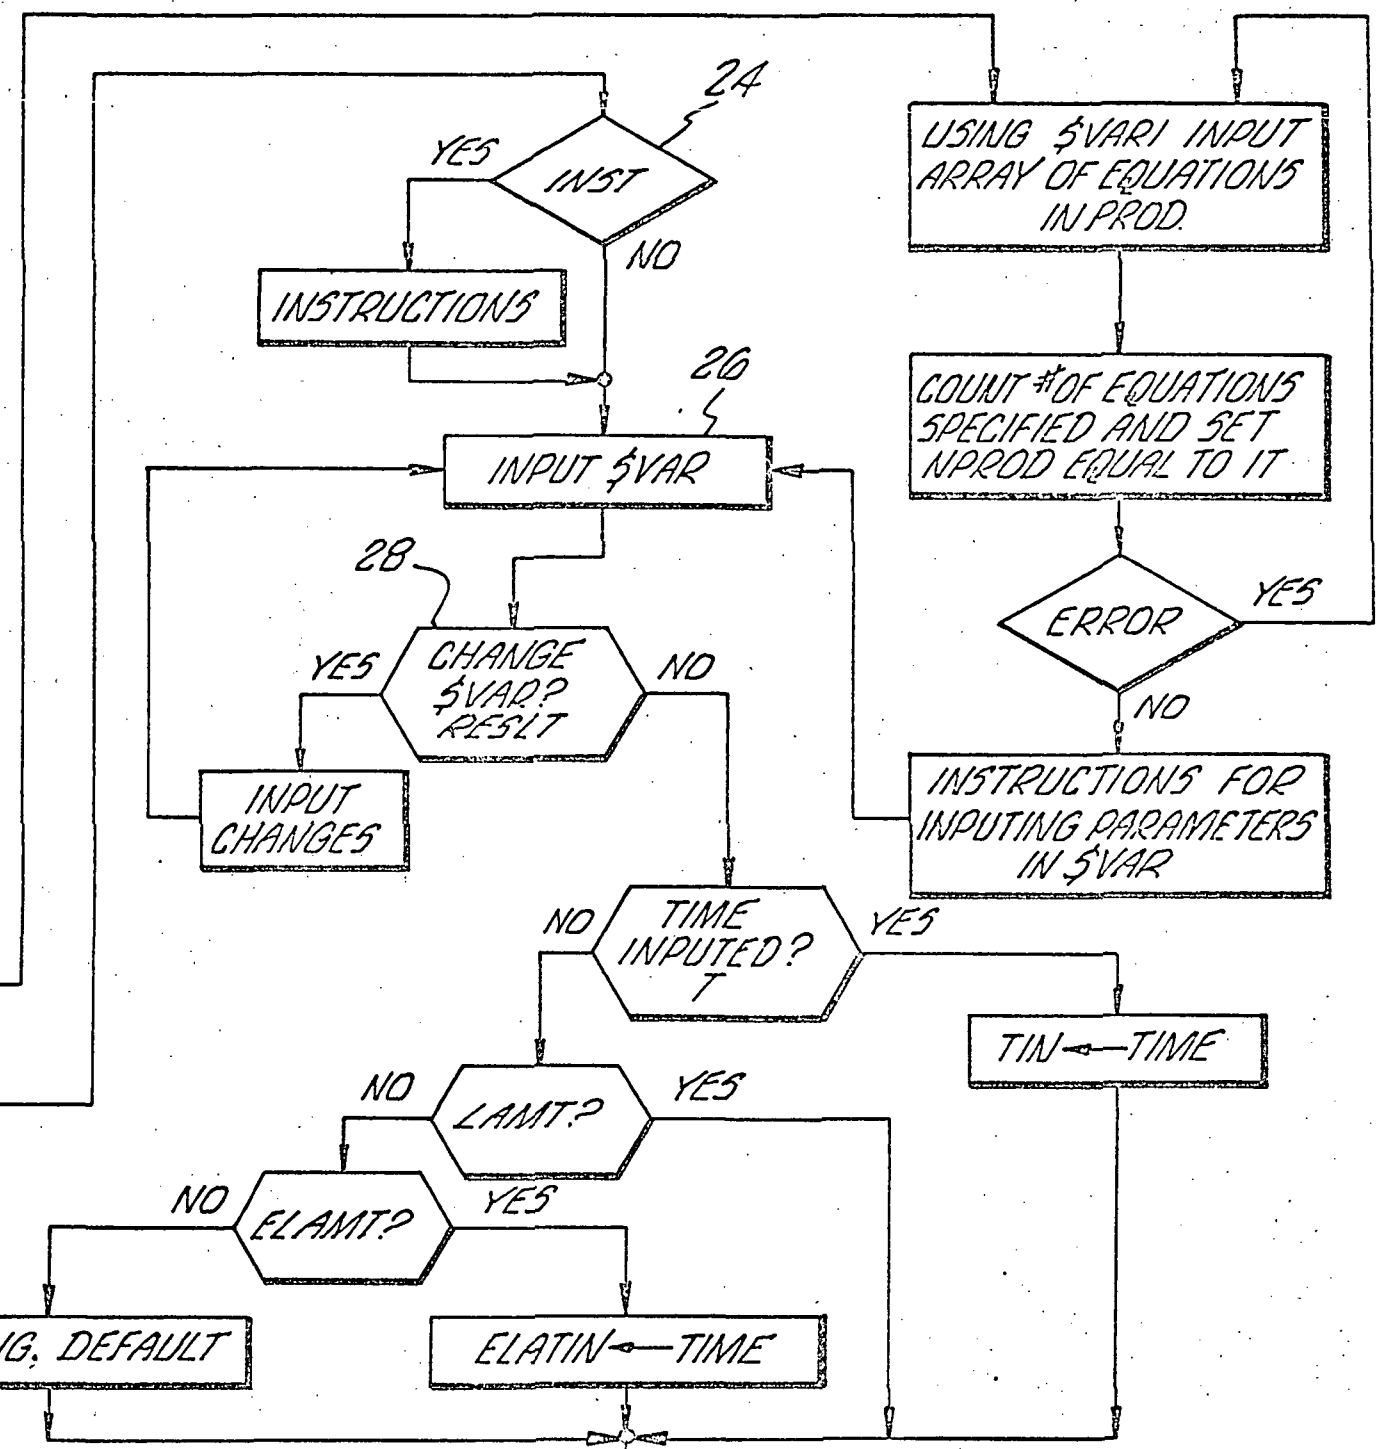 24
YES
INST
NO
INSTRUCTIONS
26
INPUT $VAR
28
YES
CHANGE
$VAR?
RESLT
NO
INPUT
CHANGES
USING $VARI INPUT
ARRAY OF EQUATIONS
IN PROD.
COUNT # OF EQUATIONS
SPECIFIED AND SET
NPROD EQUAL TO IT
ERROR
YES
NO
INSTRUCTIONS FOR
INPUTING PARAMETERS
IN $VAR
NO
TIME
INPUTED?
T
YES
TIN ← TIME
NO
LAMT?
YES
NO
ELAMT?
YES
NG. DEFAULT
ELATIN ← TIME